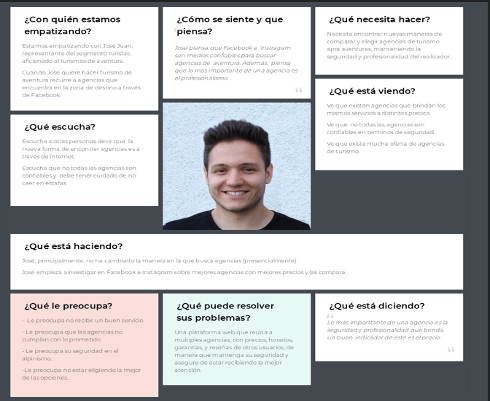 ¿Con quién estamos
empatizando?
Estamos empatizando con José Juan,
representante del segmento turistas,
aficionado al turismo de aventura.
Cuando José quiere hacer turismo de
aventura recurre a agencias que
encuentra en la zona de destino a través
de Facebook.
¿Cómo se siente y que
piensa?
José piensa que Facebook e Instagram
son medios confiables para buscar
agencias de aventura. Además, piensa
que lo más importante de una agencia es
el profesionalismo.
¿Qué necesita hacer?
Necesita encontrar nuevas maneras de
comparar y elegir agencias de turismo
para aventuras, manteniendo la
seguridad y profesionalidad del realizador.
¿Qué está viendo?
Ve que existen agencias que brindan los
mismos servicios a distintos precios.
Ve que no todas las agencias son
confiables en términos de seguridad.
Ve que existe mucha oferta de agencias
de turismo.
¿Qué escucha?
Escucha a otras personas decir que la
nueva forma de encontrar agencias es a
través de internet.
Escucha que no todas las agencias son
confiables y debe tener cuidado de no
caer en estafas.
¿Qué está haciendo?
José, principalmente, no ha cambiado la manera en la que busca agencias (presencialmente)
José empieza a investigar en Facebook e Instagram sobre mejores agencias con mejores precios y las compara
¿Qué le preocupa?
- Le preocupa no recibir un buen servicio.
- Le preocupa que las agencias no
cumplan con lo prometido.
- Le preocupa su seguridad en el
alpinismo.
-Le preocupa no estar eligiendo la mejor
de las opciones.
¿Qué puede resolver
sus problemas?
Una plataforma web que reúna a
multiples agencias, con precios, horarios,
garantías, y reseñas de otros usuarios, de
manera que mantenga su seguridad y
asegure de estar recibiendo la mejor
atención.
¿Qué está diciendo?
Lo más importante de una agencia es la
seguridad y profesionalidad que brinda,
un buen indicador de este es el precio.